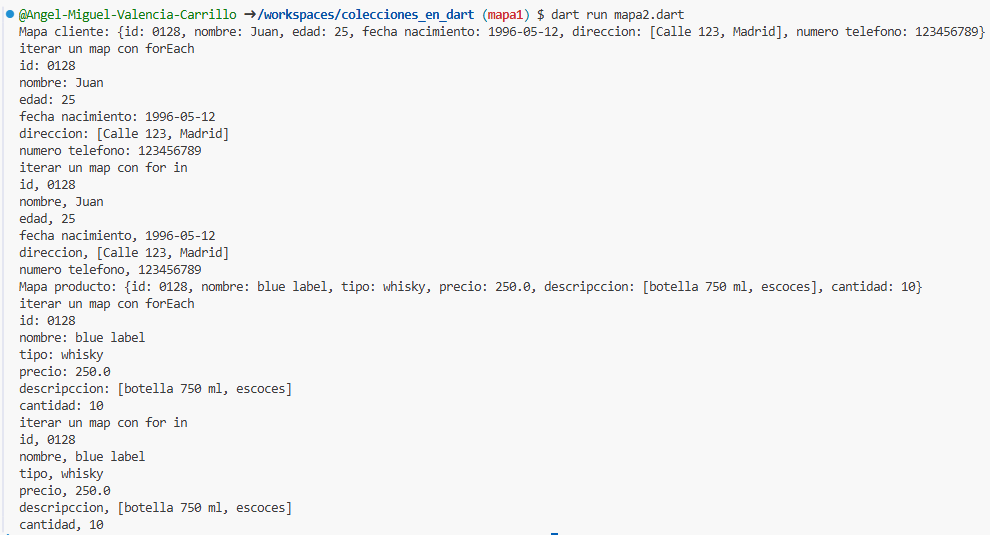 @Angel-Miguel-Valencia-Carrillo ➜/workspaces/colecciones_en_dart (mapa1) $ dart run mapa2.dart
Mapa cliente: {id: 0128, nombre: Juan, edad: 25, fecha nacimiento: 1996-05-12, direccion: [Calle 123, Madrid], numero telefono: 123456789}
iterar un map con forEach
id: 0128
nombre: Juan
edad: 25
fecha nacimiento: 1996-05-12
direccion: [Calle 123, Madrid]
numero telefono: 123456789
iterar un map con for in
id, 0128
nombre, Juan
edad, 25
fecha nacimiento, 1996-05-12
direccion, [Calle 123, Madrid]
numero telefono, 123456789
Mapa producto: {id: 0128, nombre: blue label, tipo: whisky, precio: 250.0, descripccion: [botella 750 ml, escoces], cantidad: 10}
iterar un map con forEach
id: 0128
nombre: blue label
tipo: whisky
precio: 250.0
descripccion: [botella 750 ml, escoces]
cantidad: 10
iterar un map con for in
id, 0128
nombre, blue label
tipo, whisky
precio, 250.0
descripccion, [botella 750 ml, escoces]
cantidad, 10